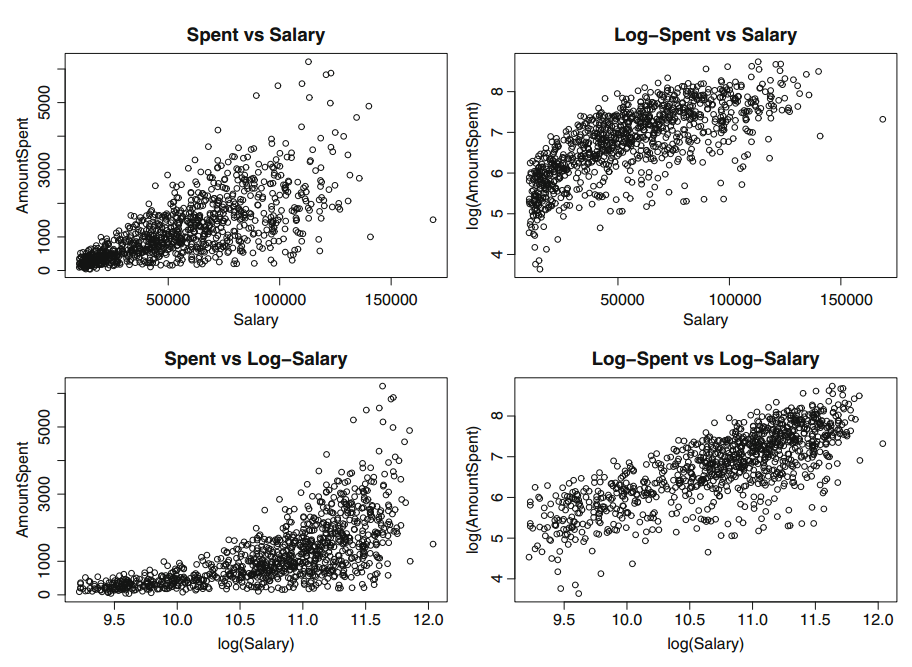 Spent vs Salary
AmountSpent
0 1000 3000 5000
50000 100000 150000
Salary
Log−Spent vs Salary
log(AmountSpent)
4 5 6 7 8
50000 100000 150000
Salary
Spent vs Log−Salary
AmountSpent
0 1000 3000 5000
9.5 10.0 10.5 11.0 11.5 12.0
log(Salary)
Log−Spent vs Log−Salary
log(AmountSpent)
4 5 6 7 8
9.5 10.0 10.5 11.0 11.5 12.0
log(Salary)